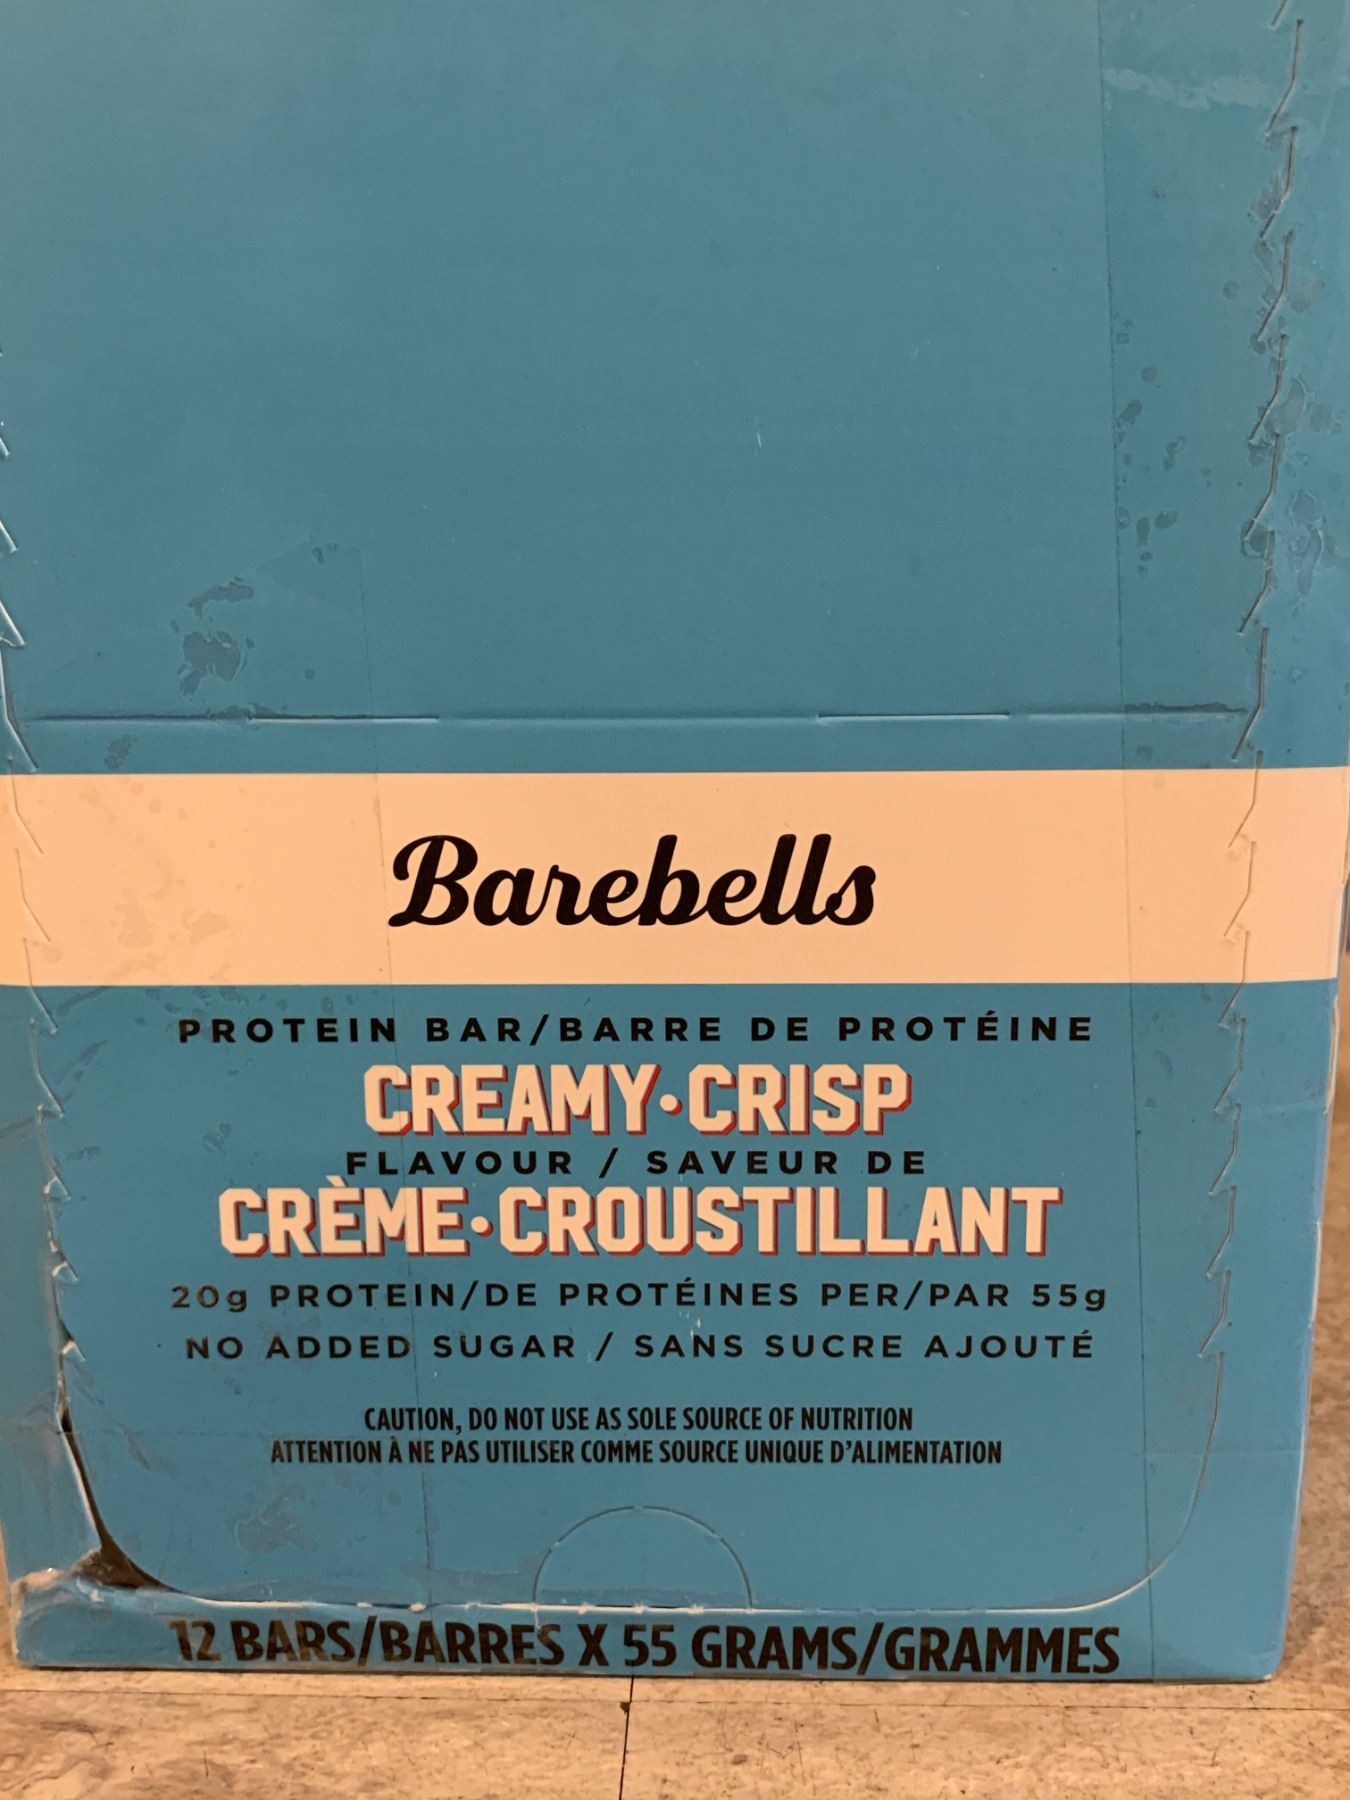 Barebells
PROTEIN BAR/BARRE DE PROTÉINE
CREAMY•CRISP
FLAVOUR / SAVEUR DE
CRÈME•CROUSTILLANT
20g PROTEIN/DE PROTÉINES PER/PAR 55g
NO ADDED SUGAR / SANS SUCRE AJOUTÉ
CAUTION, DO NOT USE AS SOLE SOURCE OF NUTRITION
ATTENTION À NE PAS UTILISER COMME SOURCE UNIQUE D’ALIMENTATION
12 BARS/BARRES X 55 GRAMS/GRAMMES